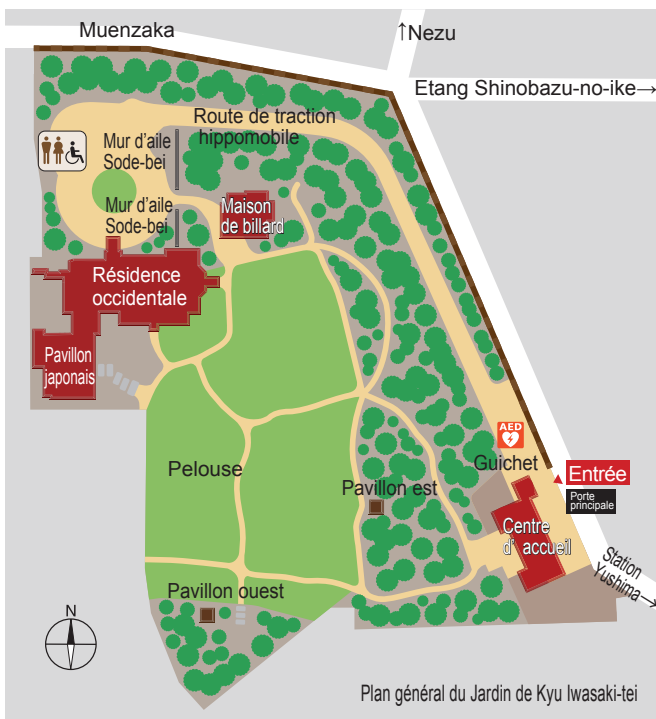 Muenzaka
↑Nezu
Etang Shinobazu-no-ike→
Route de traction
hippomobile
Mur d'aile
Sode-bei
Mur d'aile
Sode-bei
Maison
de billard
Résidence
occidentale
Pavillon
japonais
AED
Guichet
Entrée
Porte
principale
Pelouse
Pavillon est
Centre
d' accueil
Station
Yushima→
Pavillon ouest
N
Plan général du Jardin de Kyu Iwasaki-tei